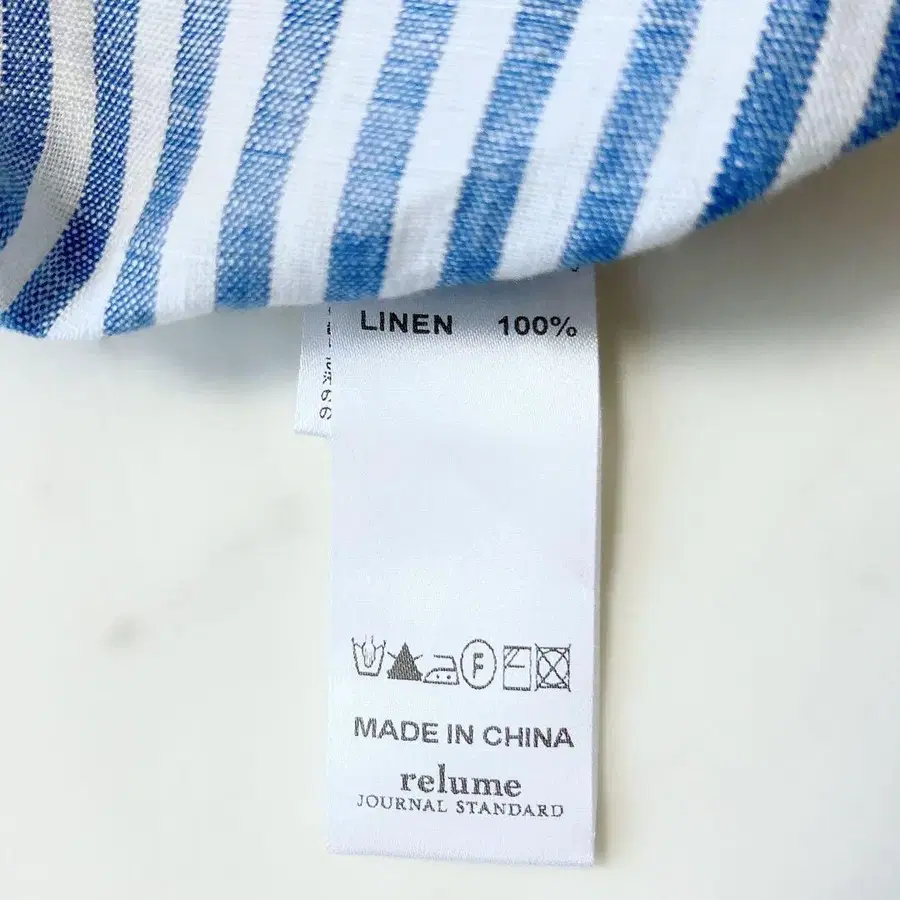 LINEN 100%
F
MADE IN CHINA
relume
JOURNAL STANDARD